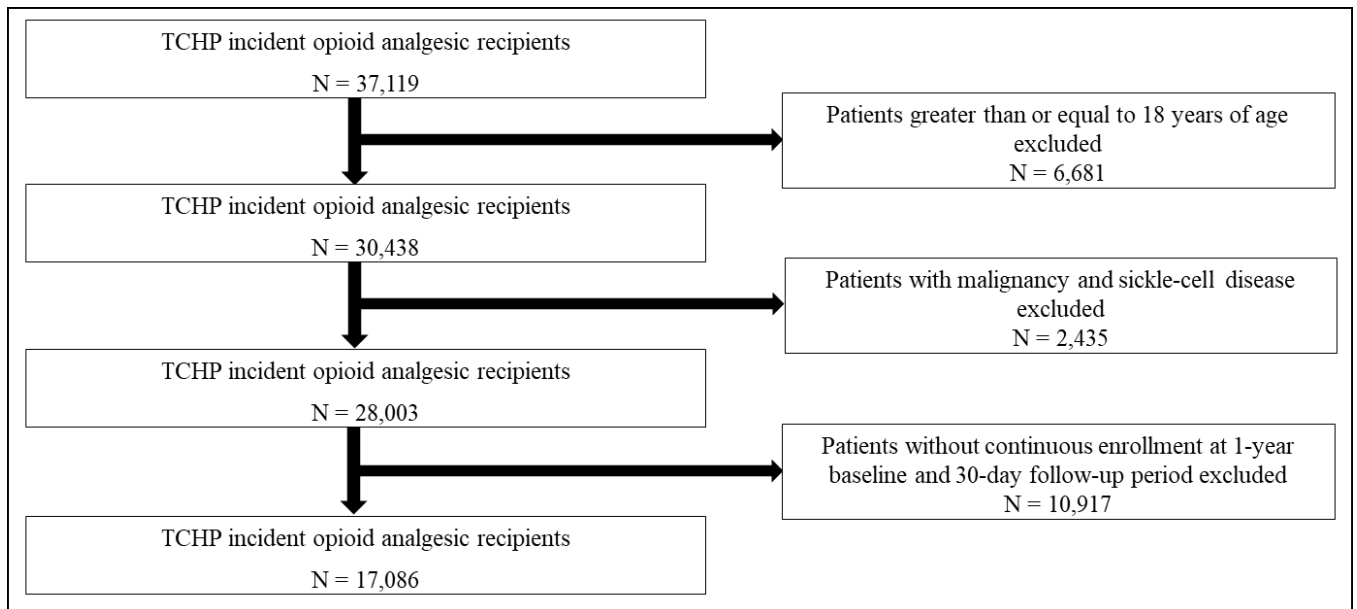 TCHP incident opioid analgesic recipients
N = 37,119
Patients greater than or equal to 18 years of age
excluded
N = 6,681
TCHP incident opioid analgesic recipients
N = 30,438
Patients with malignancy and sickle-cell disease
excluded
N = 2,435
TCHP incident opioid analgesic recipients
N = 28,003
Patients without continuous enrollment at 1-year
baseline and 30-day follow-up period excluded
N = 10,917
TCHP incident opioid analgesic recipients
N = 17,086